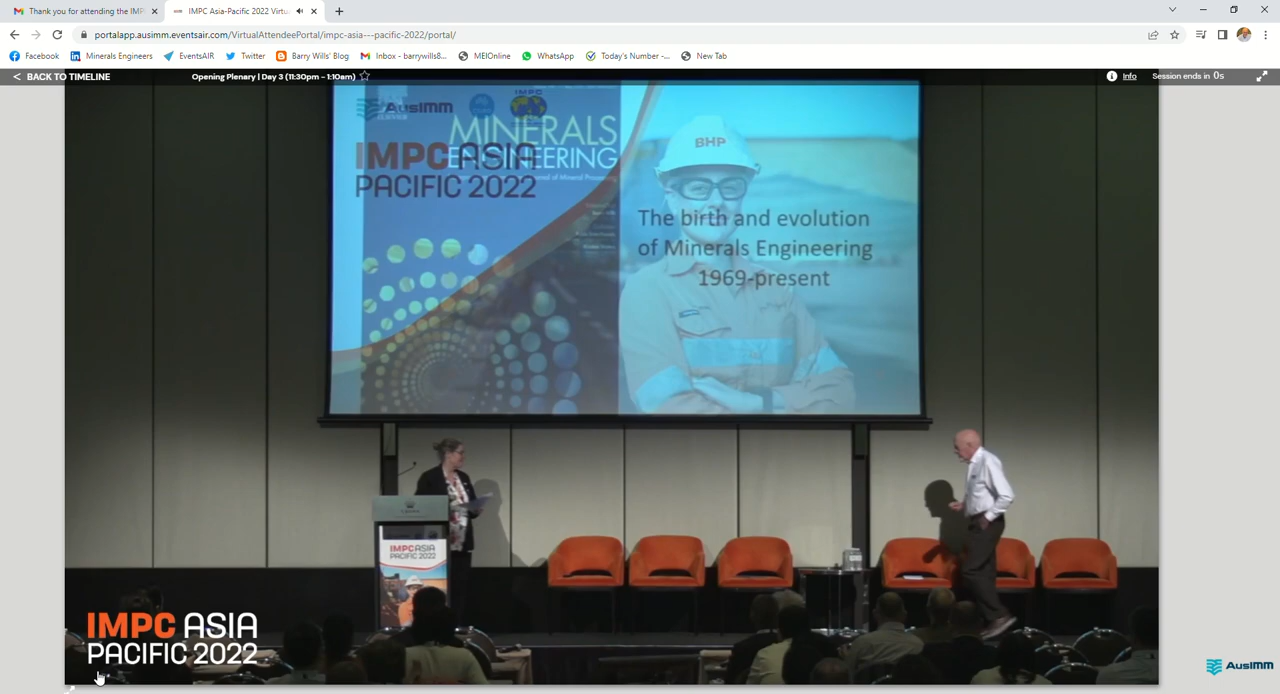 Thank you for attending the IMP
IMPC Asia-Pacific 2022 Virtu
portalapp.ausimm.eventsair.com/VirtualAttendeePortal/impc-asia---pacific-2022/portal/
Facebook
Minerals Engineers
EventsAIR
Twitter
Barry Wills' Blog
Inbox - barrywills8...
MEIOnline
WhatsApp
Today's Number -...
New Tab
< BACK TO TIMELINE
Opening Plenary | Day 3 (11:30pm - 1:10am)
Info
Session ends in 0s
AusIMM
IMPC
ELSEVIER
MINERALS
ENGINEERING
IMPC ASIA
PACIFIC 2022
BHP
The birth and evolution
of Minerals Engineering
1969-present
IMPC ASIA
PACIFIC 2022
IMPC ASIA
PACIFIC 2022
AusIMM